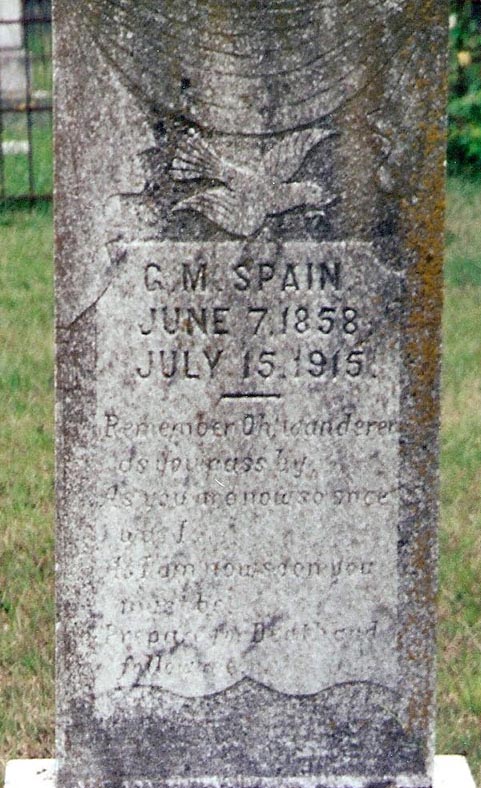 G. M. SPAIN
JUNE 7, 1858
JULY 15, 1915.
Remember Oh! wanderer
as you pass by
As you are now so once
was I
As I am now soon you
must be
Prepare for Death and
follow me